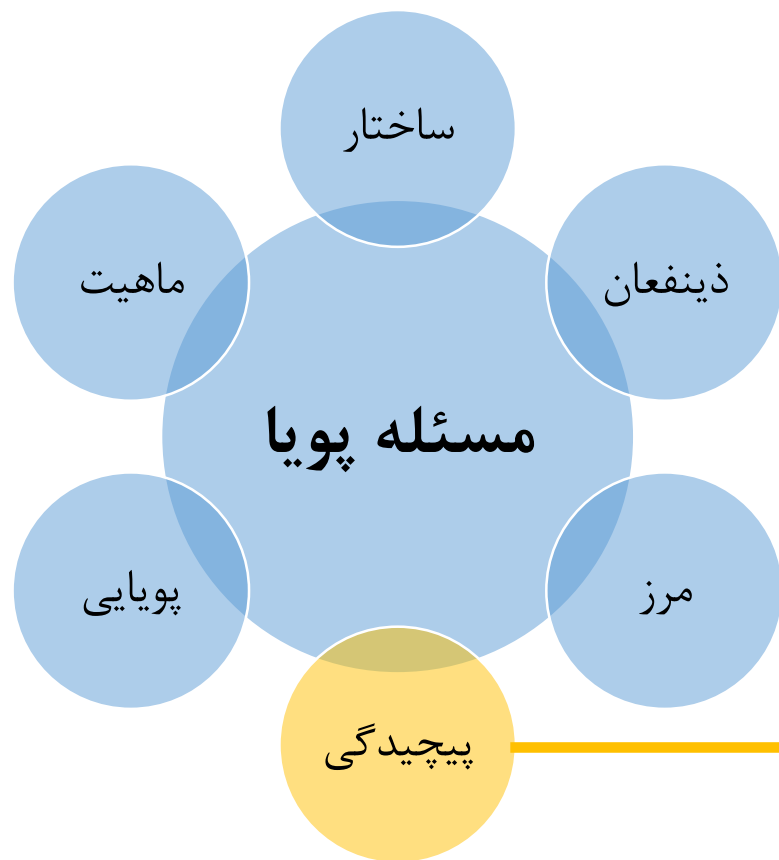 ساختار
ذینفعان
ماهیت
مسئله پویا
مرز
پویایی
پیچیدگی